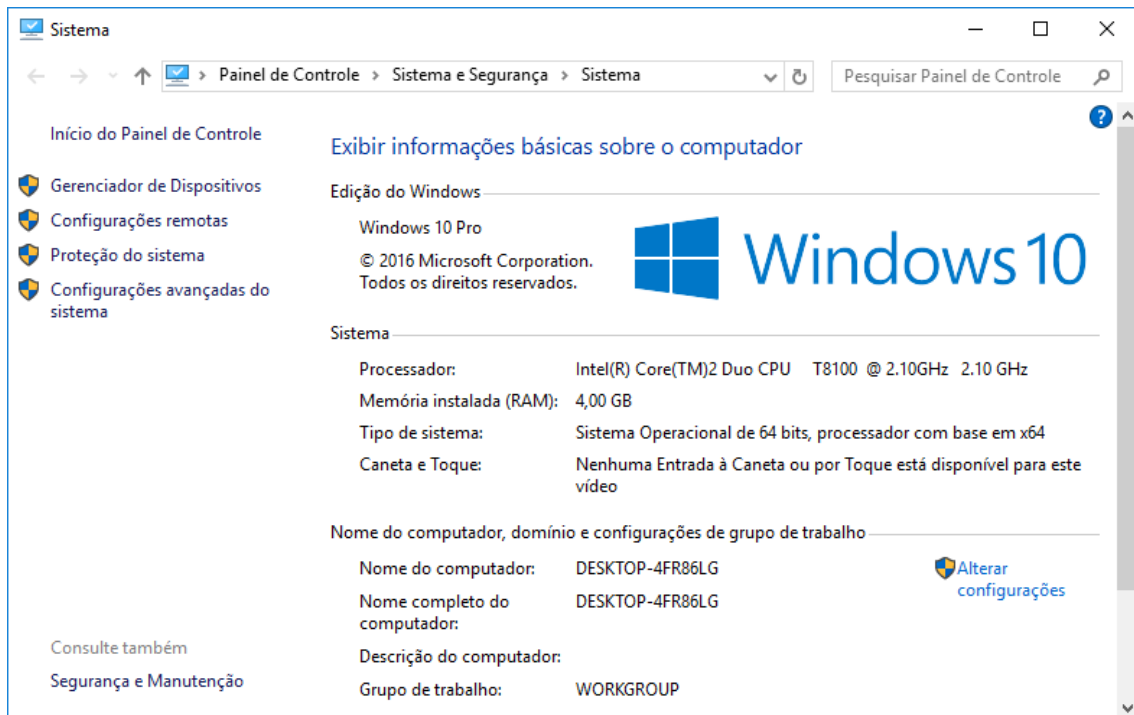 Sistema
Painel de Controle > Sistema e Segurança > Sistema
Pesquisar Painel de Controle
Início do Painel de Controle
Gerenciador de Dispositivos
Configurações remotas
Proteção do sistema
Configurações avançadas do
sistema
Consulte também
Segurança e Manutenção
?
Exibir informações básicas sobre o computador
Edição do Windows
Windows 10 Pro
© 2016 Microsoft Corporation.
Todos os direitos reservados.
Windows 10
Sistema
Processador: Intel(R) Core(TM)2 Duo CPU T8100 @ 2.10GHz 2.10 GHz
Memória instalada (RAM): 4,00 GB
Tipo de sistema: Sistema Operacional de 64 bits, processador com base em x64
Caneta e Toque: Nenhuma Entrada à Caneta ou por Toque está disponível para este
vídeo
Nome do computador, domínio e configurações de grupo de trabalho
Nome do computador: DESKTOP-4FR86LG
Alterar
configurações
Nome completo do
computador:
DESKTOP-4FR86LG
Descrição do computador:
Grupo de trabalho: WORKGROUP